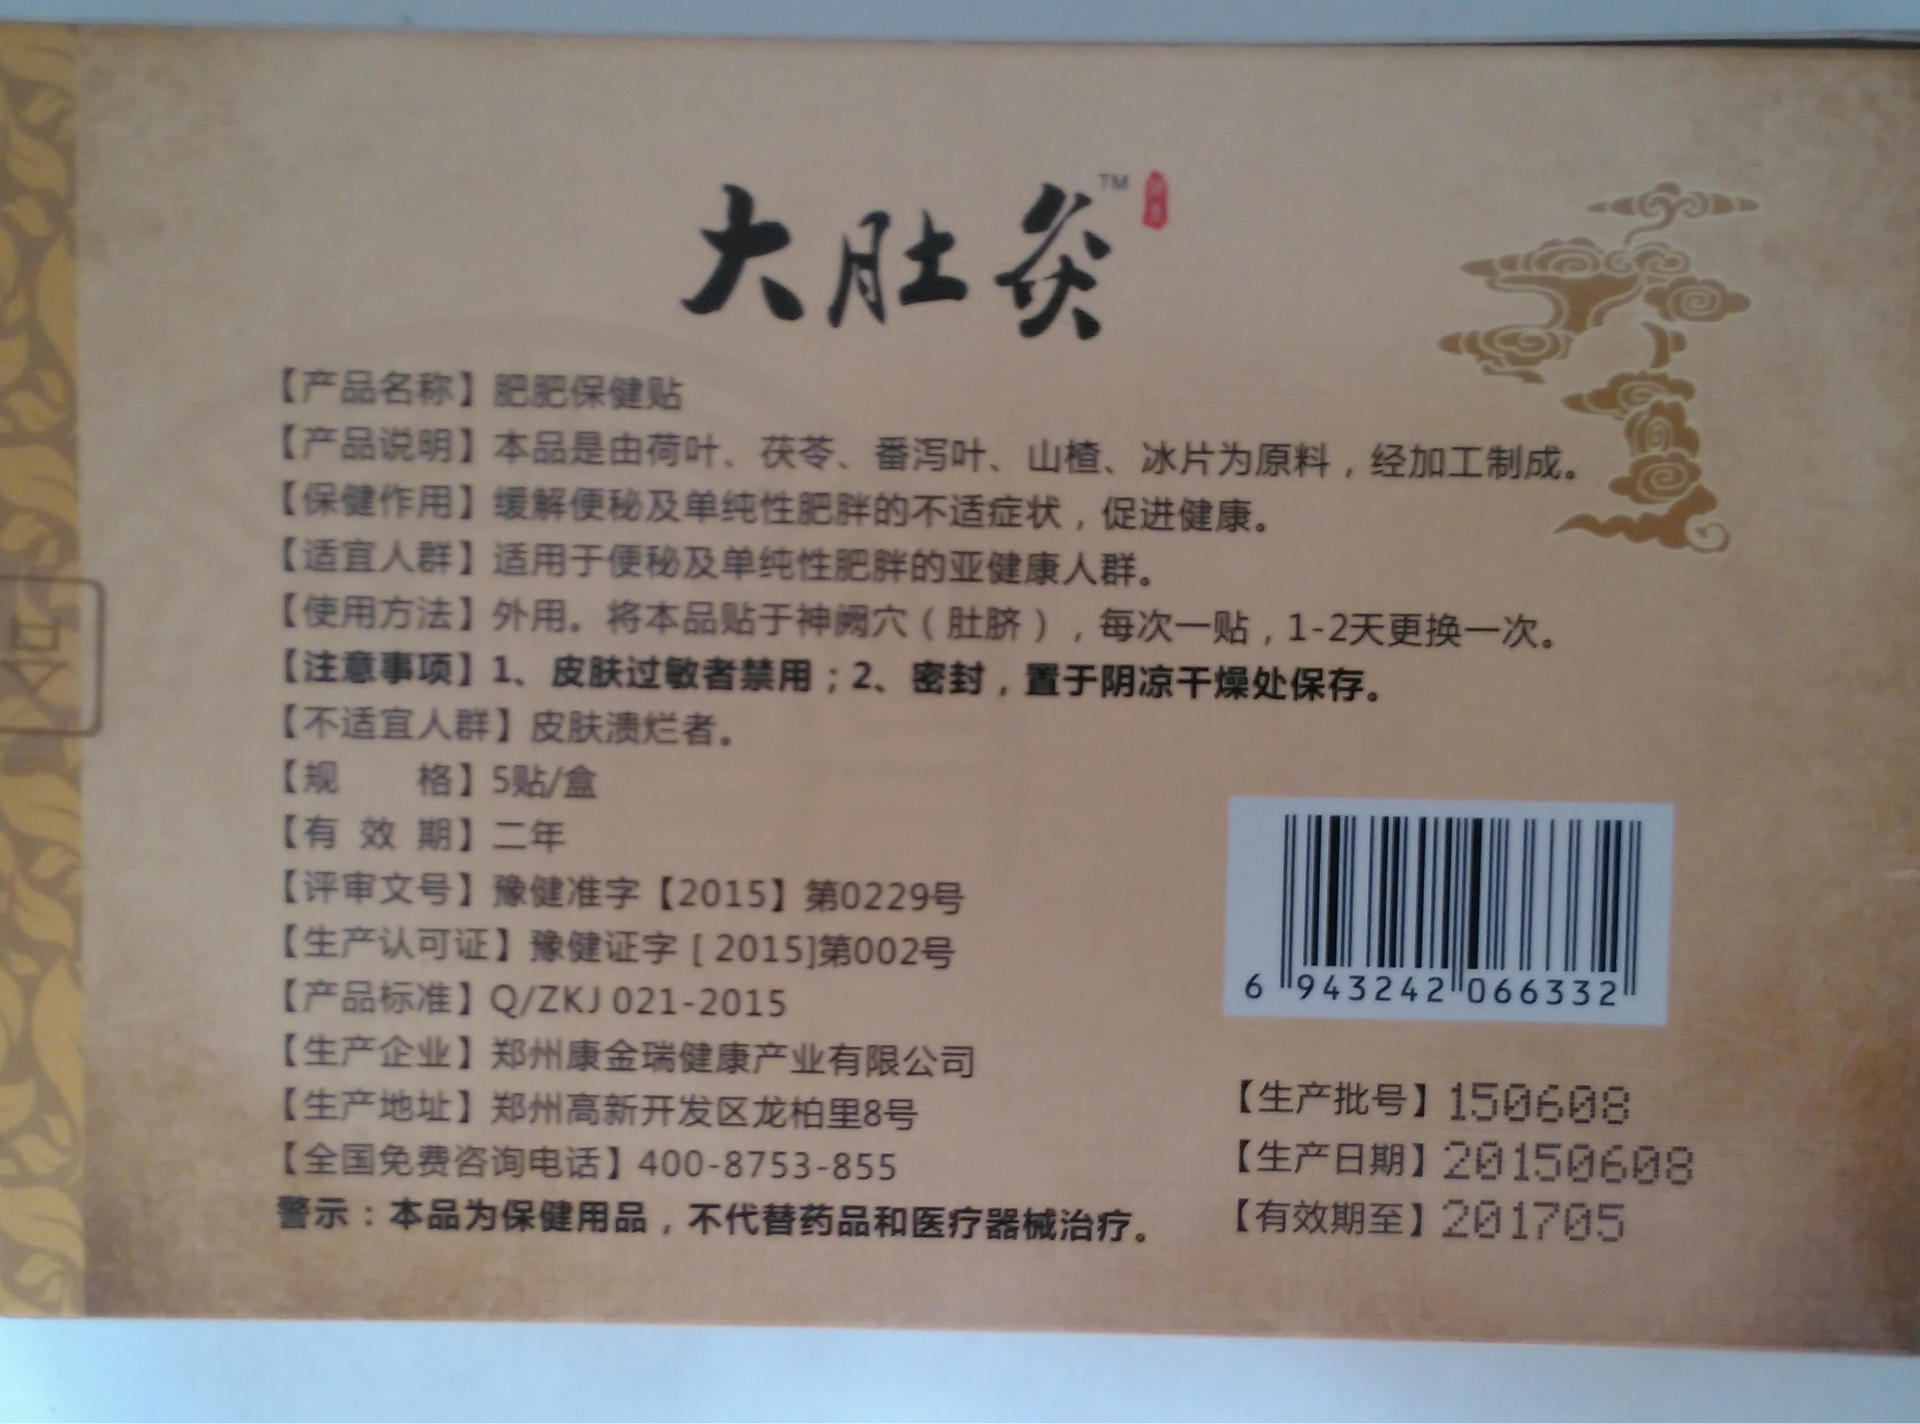 大肚灸™
【产品名称】肥肥保健贴
【产品说明】本品是由荷叶、茯苓、番泻叶、山楂、冰片为原料，经加工制成。
【保健作用】缓解便秘及单纯性肥胖的不适症状，促进健康。
【适宜人群】适用于便秘及单纯性肥胖的亚健康人群。
【使用方法】外用。将本品贴于神阙穴（肚脐），每次一贴，1-2天更换一次。
【注意事项】1、皮肤过敏者禁用；2、密封，置于阴凉干燥处保存。
【不适宜人群】皮肤溃烂者。
【规 格】5贴/盒
【有 效 期】二年
【评审文号】豫健准字【2015】第0229号
【生产认可证】豫健证字[2015]第002号
【产品标准】Q/ZKJ 021-2015
【生产企业】郑州康金瑞健康产业有限公司
【生产地址】郑州高新开发区龙柏里8号
【全国免费咨询电话】400-8753-855
警示：本品为保健用品，不代替药品和医疗器械治疗。
6 943242 066332
【生产批号】150608
【生产日期】20150608
【有效期至】201705